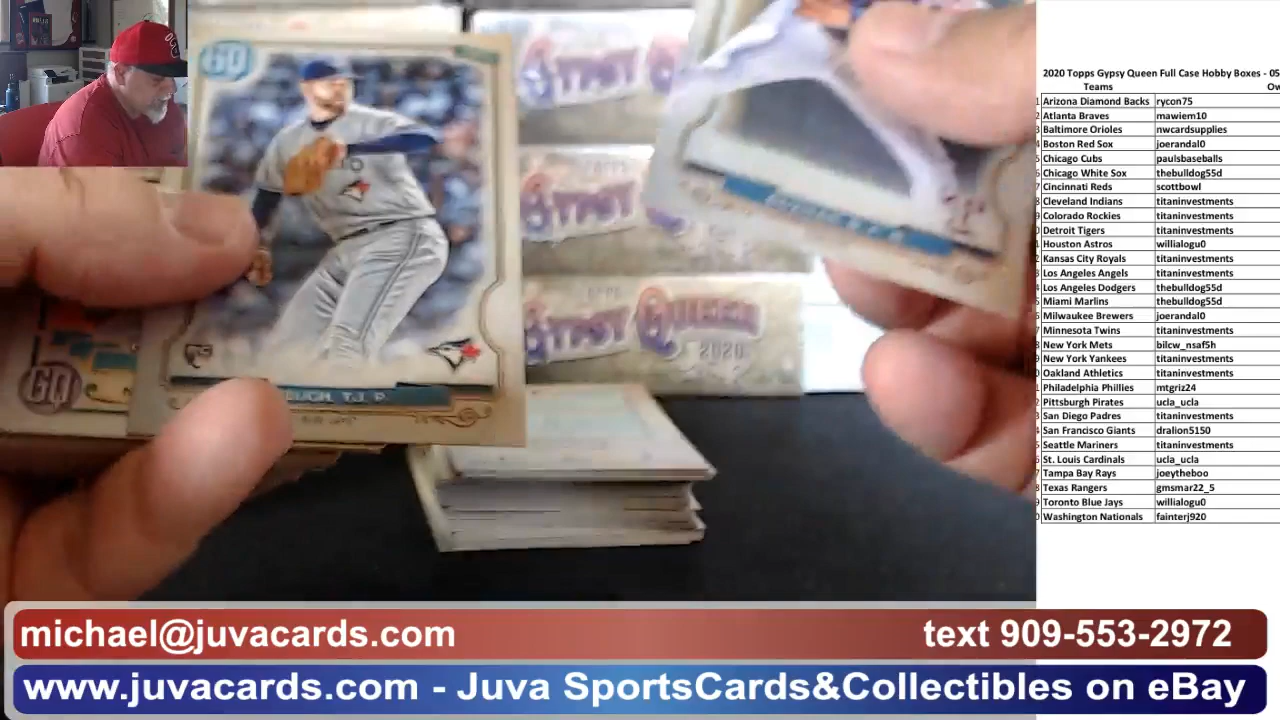 2020 Topps Gypsy Queen Full Case Hobby Boxes - 05
Teams Ow
Arizona Diamond Backs rycon75
Atlanta Braves mawiem10
Baltimore Orioles nwcardsupplies
Boston Red Sox joerandal0
Chicago Cubs paulsbaseballs
Chicago White Sox thebulldog55d
Cincinnati Reds scottbowl
Cleveland Indians titaninvestments
Colorado Rockies titaninvestments
Detroit Tigers titaninvestments
Houston Astros willialogu0
Kansas City Royals titaninvestments
Los Angeles Angels titaninvestments
Los Angeles Dodgers thebulldog55d
Miami Marlins thebulldog55d
Milwaukee Brewers joerandal0
Minnesota Twins titaninvestments
New York Mets bilcw_nsaf5h
New York Yankees titaninvestments
Oakland Athletics titaninvestments
Philadelphia Phillies mtgriz24
Pittsburgh Pirates ucla_ucla
San Diego Padres titaninvestments
San Francisco Giants dralion5150
Seattle Mariners titaninvestments
St. Louis Cardinals ucla_ucla
Tampa Bay Rays joeytheboo
Texas Rangers gmsmar22_5
Toronto Blue Jays willialogu0
Washington Nationals fainterj920
GQ
T.J. P.
GQ
Gypsy Queen
2020
michael@juvacards.com
text 909-553-2972
www.juvacards.com - Juva SportsCards&Collectibles on eBay